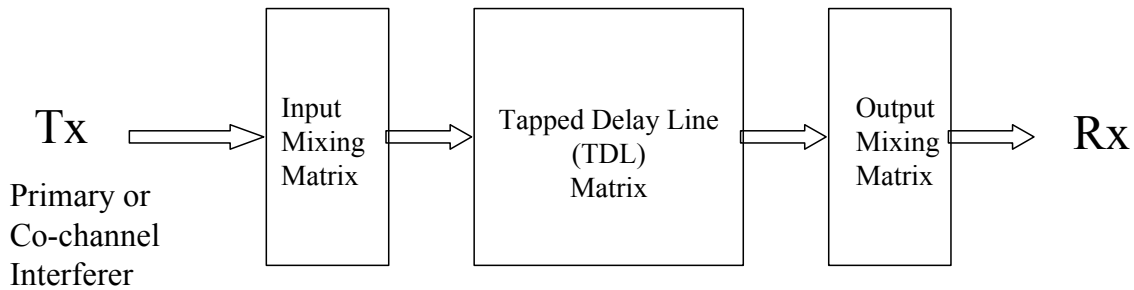 Tx
Primary or
Co-channel
Interferer
Input
Mixing
Matrix
Tapped Delay Line
(TDL)
Matrix
Output
Mixing
Matrix
Rx